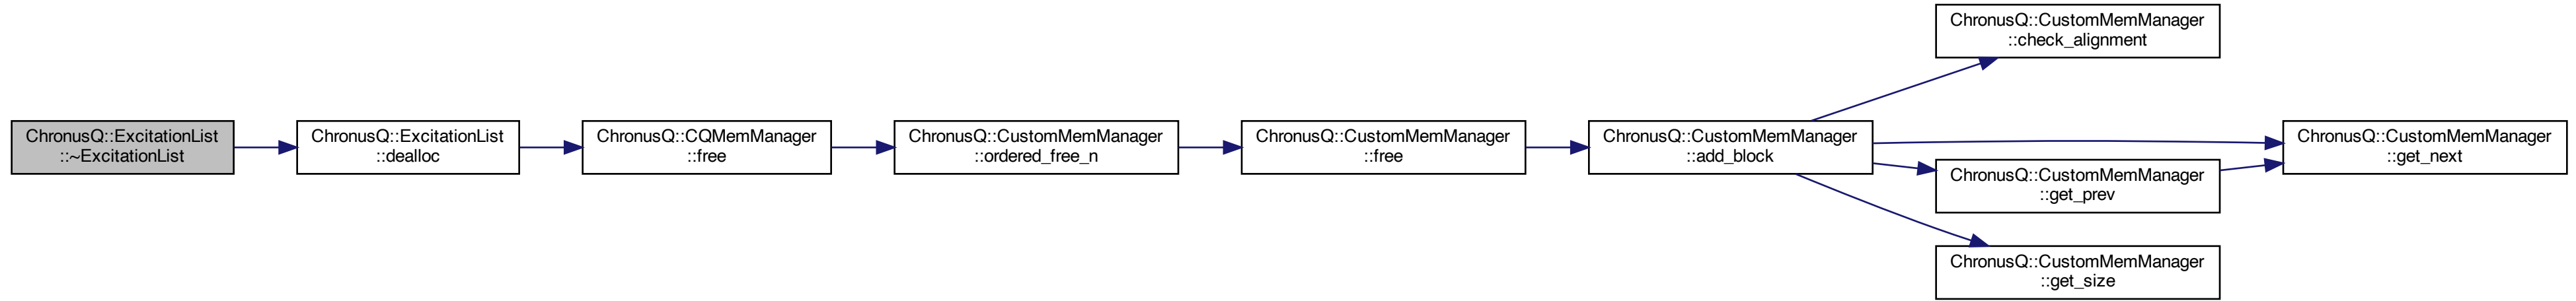 ChronusQ::ExcitationList
::~ExcitationList
ChronusQ::ExcitationList
::dealloc
ChronusQ::CQMemManager
::free
ChronusQ::CustomMemManager
::ordered_free_n
ChronusQ::CustomMemManager
::free
ChronusQ::CustomMemManager
::add_block
ChronusQ::CustomMemManager
::check_alignment
ChronusQ::CustomMemManager
::get_next
ChronusQ::CustomMemManager
::get_prev
ChronusQ::CustomMemManager
::get_size